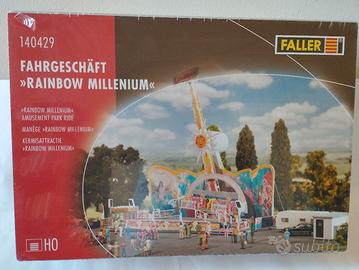 140429
FALLER
FAHRGESCHÄFT
»RAINBOW MILLENIUM«
»RAINBOW MILLENIUM«
AMUSEMENT PARK RIDE
MANÈGE »RAINBOW MILLENIUM«
KERMISATTRACTIE
»RAINBOW MILLENIUM«
H0
subito